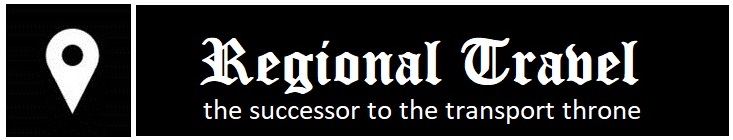 Regional Travel
the successor to the transport throne